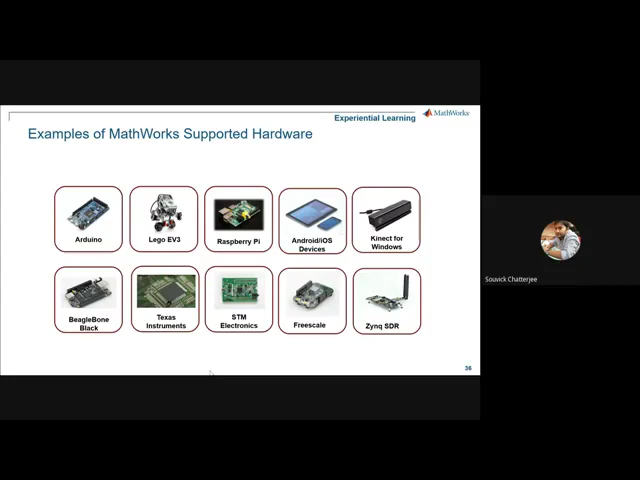 Experiential Learning
MathWorks
Examples of MathWorks Supported Hardware
Arduino
Lego EV3
Raspberry Pi
Android/iOS
Devices
Kinect for
Windows
BeagleBone
Black
Texas
Instruments
STM
Electronics
Freescale
Zynq SDR
36
Souvick Chatterjee